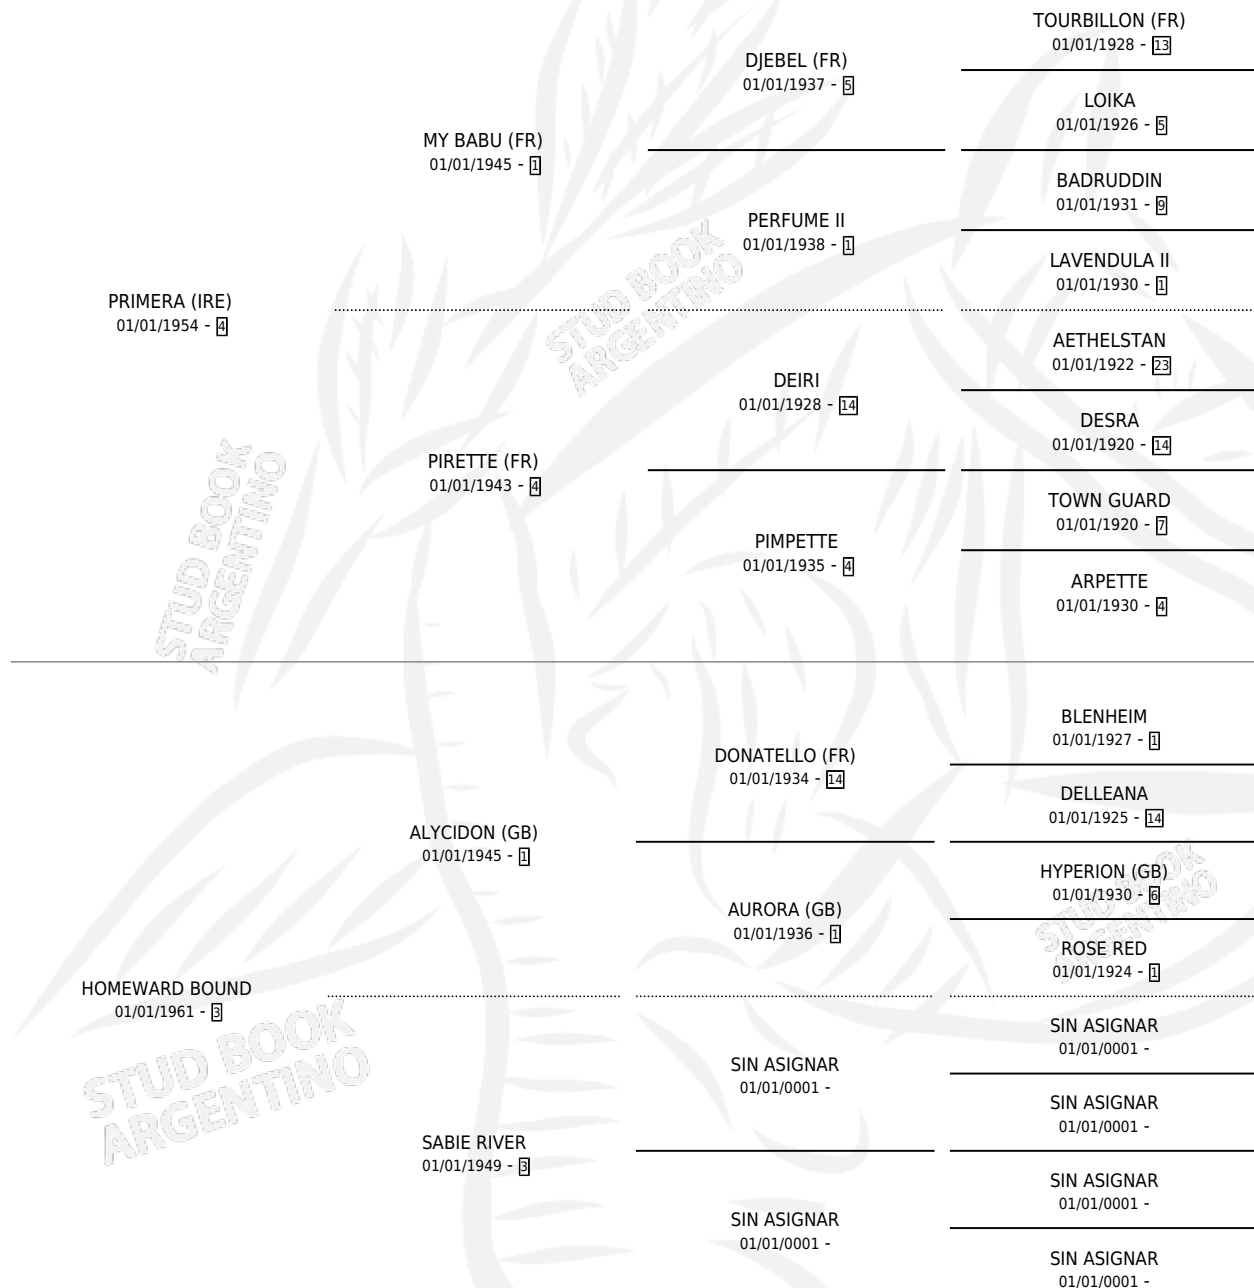 TOURBILLON (FR)
01/01/1928 - 13
DJEBEL (FR)
01/01/1937 - 5
LOIKA
01/01/1926 - 5
MY BABU (FR)
01/01/1945 - 1
BADRUDDIN
01/01/1931 - 9
PERFUME II
01/01/1938 - 1
LAVENDULA II
01/01/1930 - 1
PRIMERA (IRE)
01/01/1954 - 4
AETHELSTAN
01/01/1922 - 23
DEIRI
01/01/1928 - 14
DESRA
01/01/1920 - 14
PIRETTE (FR)
01/01/1943 - 4
TOWN GUARD
01/01/1920 - 7
PIMPETTE
01/01/1935 - 4
ARPETTE
01/01/1930 - 4
BLENHEIM
01/01/1927 - 1
DONATELLO (FR)
01/01/1934 - 14
DELLEANA
01/01/1925 - 14
ALYCIDON (GB)
01/01/1945 - 1
HYPERION (GB)
01/01/1930 - 6
AURORA (GB)
01/01/1936 - 1
ROSE RED
01/01/1924 - 1
HOMEWARD BOUND
01/01/1961 - 3
SIN ASIGNAR
01/01/0001 -
SIN ASIGNAR
01/01/0001 -
SIN ASIGNAR
01/01/0001 -
SABIE RIVER
01/01/1949 - 3
SIN ASIGNAR
01/01/0001 -
SIN ASIGNAR
01/01/0001 -
SIN ASIGNAR
01/01/0001 -
STUD BOOK
ARGENTINO
STUD BOOK
ARGENTINO
STUD BOOK
ARGENTINO
STUD BOOK
ARGENTINO